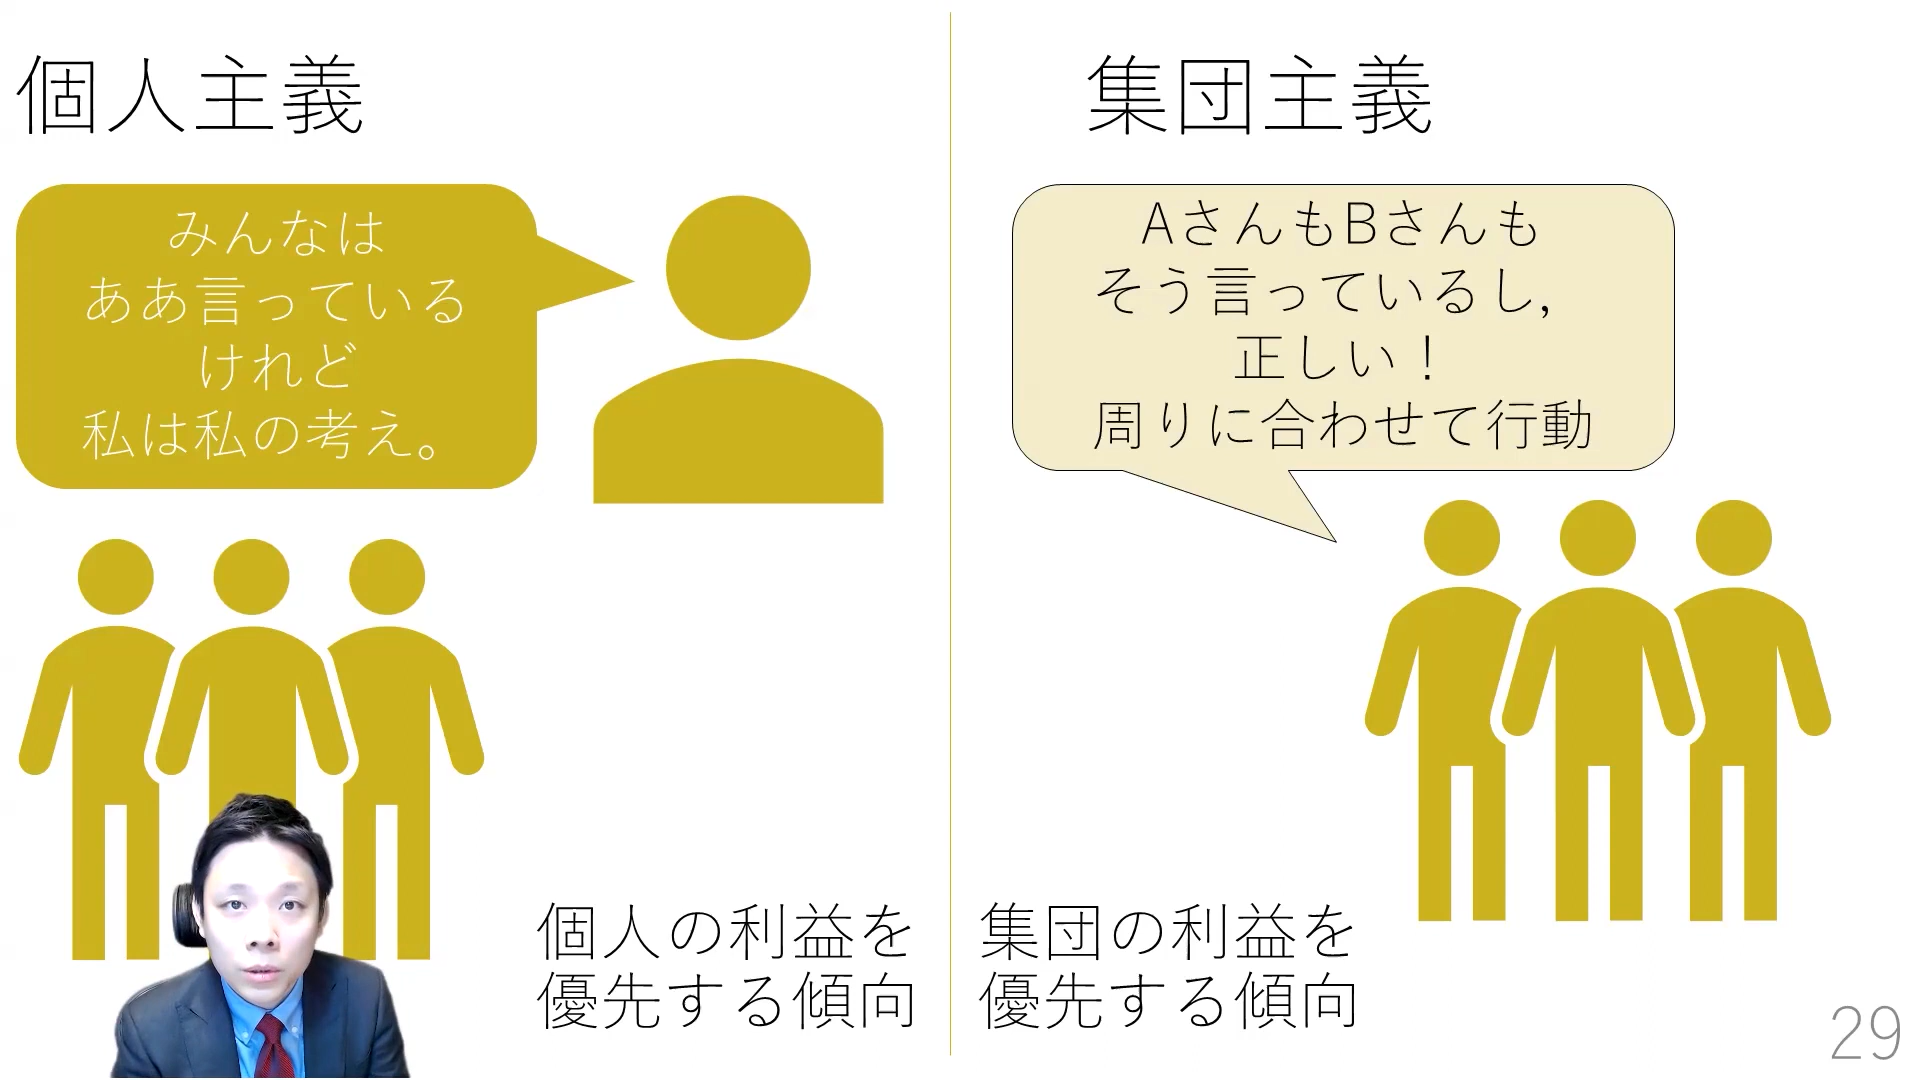 個人主義
みんなは
ああ言っている
けれど
私は私の考え。
個人の利益を
優先する傾向
集団主義
AさんもBさんも
そう言っているし,
正しい！
周りに合わせて行動
集団の利益を
優先する傾向
29